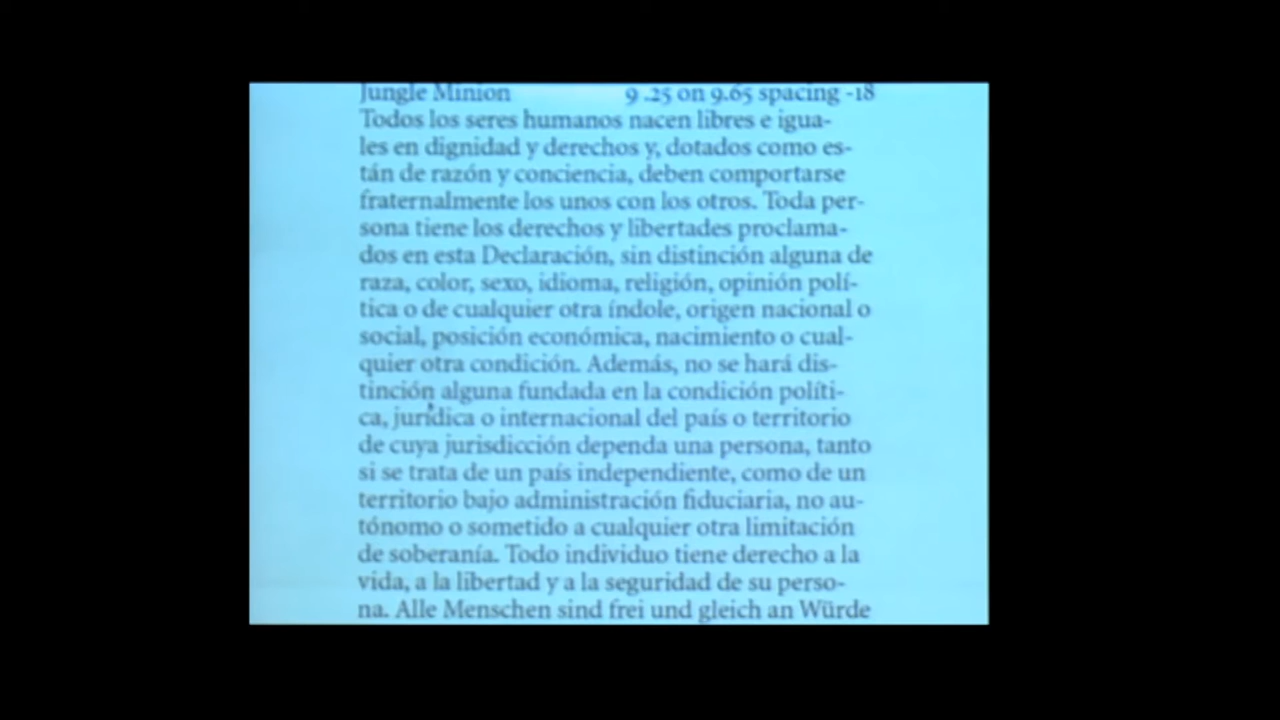 Jungle Minion 9 .25 on 9.65 spacing -18
Todos los seres humanos nacen libres e igua-
les en dignidad y derechos y, dotados como es-
tán de razón y conciencia, deben comportarse
fraternalmente los unos con los otros. Toda per-
sona tiene los derechos y libertades proclama-
dos en esta Declaración, sin distinción alguna de
raza, color, sexo, idioma, religión, opinión polí-
tica o de cualquier otra índole, origen nacional o
social, posición económica, nacimiento o cual-
quier otra condición. Además, no se hará dis-
tinción alguna fundada en la condición políti-
ca, jurídica o internacional del país o territorio
de cuya jurisdicción dependa una persona, tanto
si se trata de un país independiente, como de un
territorio bajo administración fiduciaria, no au-
tónomo o sometido a cualquier otra limitación
de soberanía. Todo individuo tiene derecho a la
vida, a la libertad y a la seguridad de su perso-
na. Alle Menschen sind frei und gleich an Würde